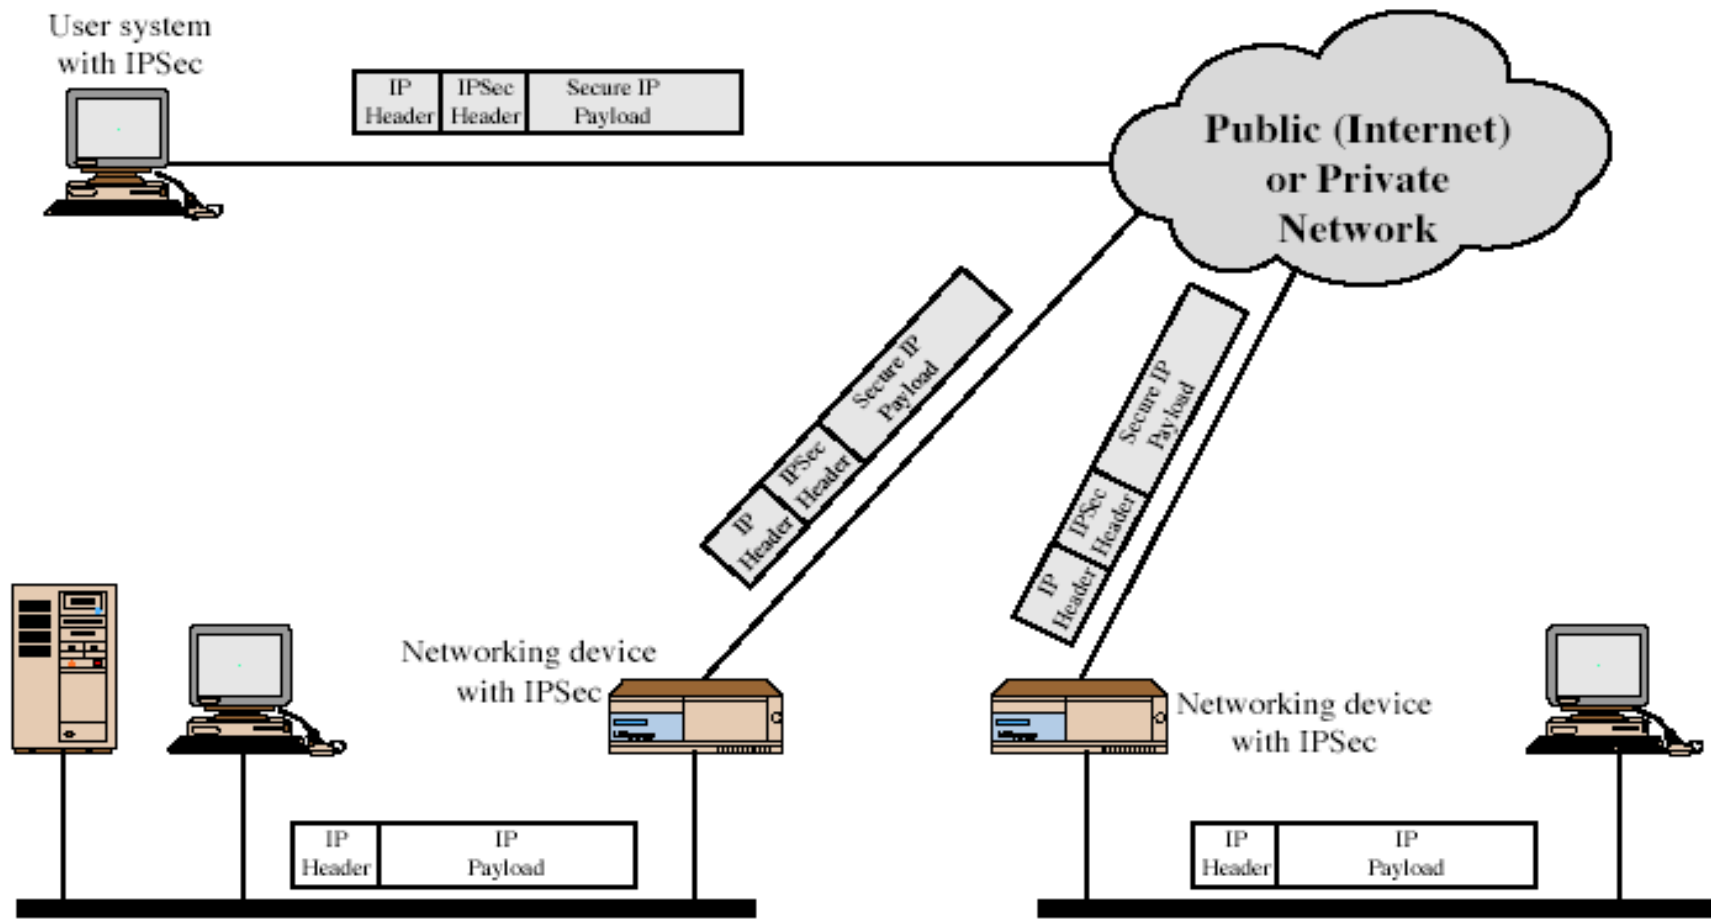 User system
with IPSec
IP
Header
IPSec
Header
Secure IP
Payload
Public (Internet)
or Private
Network
Secure IP
Payload
IPSec
Header
IP
Header
Secure IP
Payload
IPSec
Header
IP
Header
Networking device
with IPSec
Networking device
with IPSec
IP
Header
IP
Payload
IP
Header
IP
Payload